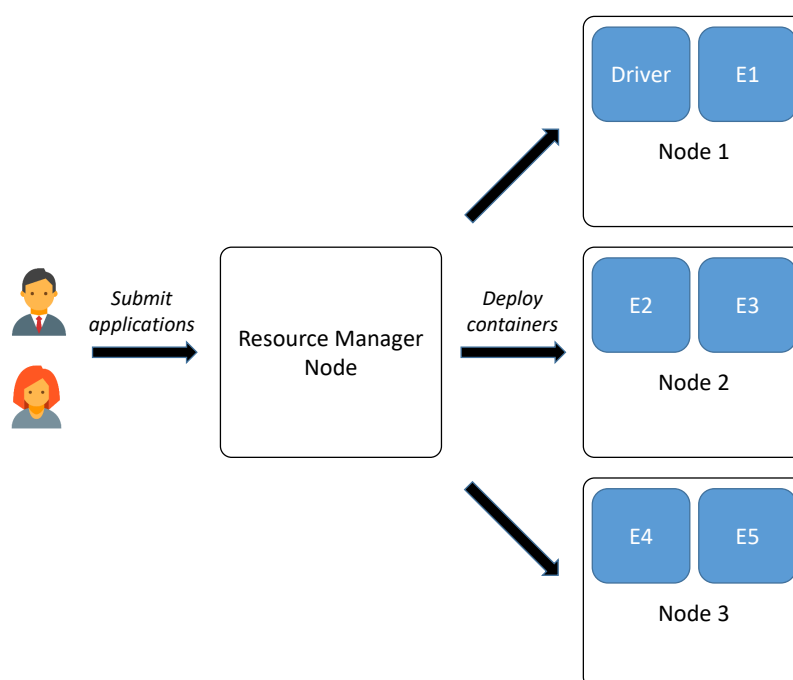 Submit
applications
Resource Manager
Node
Deploy
containers
Driver
E1
Node 1
E2
E3
Node 2
E4
E5
Node 3